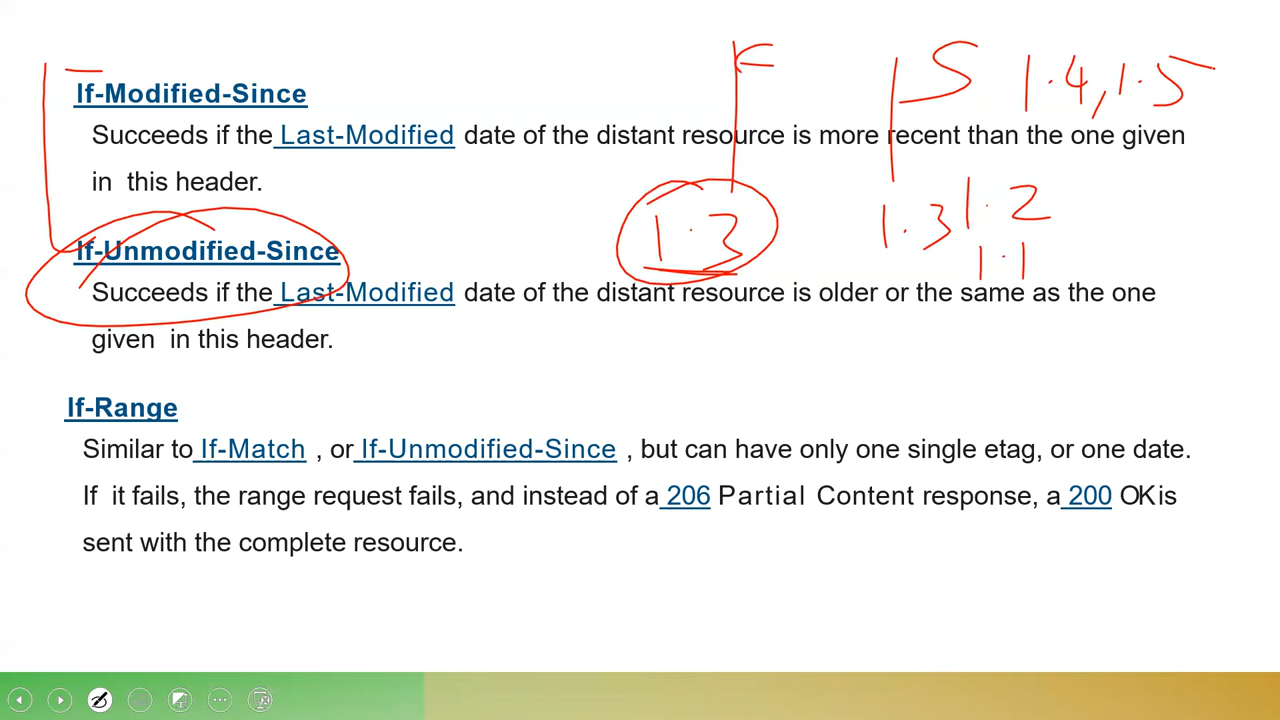 F S 1.4, 1.5
If-Modified-Since
Succeeds if the Last-Modified date of the distant resource is more recent than the one given
in this header.
1.3 1.3 1.2
If-Unmodified-Since 1.1
Succeeds if the Last-Modified date of the distant resource is older or the same as the one
given in this header.
If-Range
Similar to If-Match , or If-Unmodified-Since , but can have only one single etag, or one date.
If it fails, the range request fails, and instead of a 206 Partial Content response, a 200 OK is
sent with the complete resource.